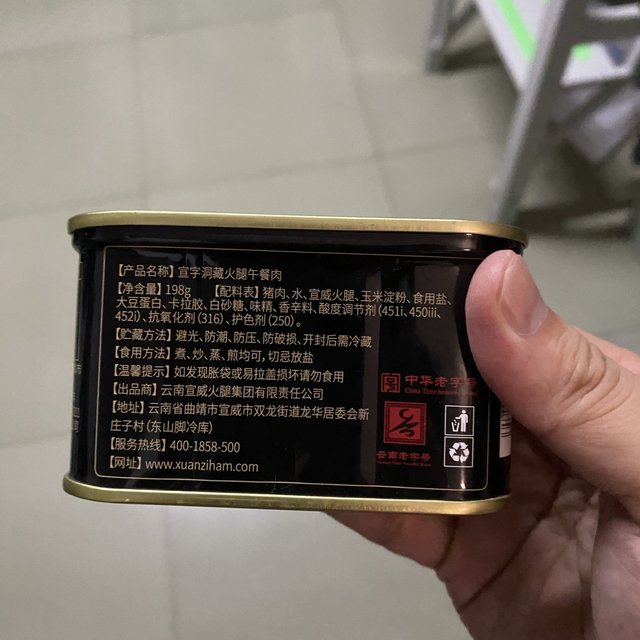 【产品名称】宣字洞藏火腿午餐肉
【净含量】198g 【配料表】猪肉、水、宣威火腿、玉米淀粉、食用盐、
大豆蛋白、卡拉胶、白砂糖、味精、香辛料、酸度调节剂(451i、450iii、
452i)、抗氧化剂(316)、护色剂(250)。
【贮藏方法】避光、防潮、防压、防破损、开封后需冷藏
【食用方法】煮、炒、蒸、煎均可,切忌放盐
【温馨提示】如发现胀袋或易拉盖损坏请勿食用
【出品商】云南宣威火腿集团有限责任公司
【地址】云南省曲靖市宣威市双龙街道龙华居委会新
庄子村(东山脚冷库)
【服务热线】400-1858-500
【网址】www.xuanziham.com
中华老字号
China Time-honored Brand
云南老字号